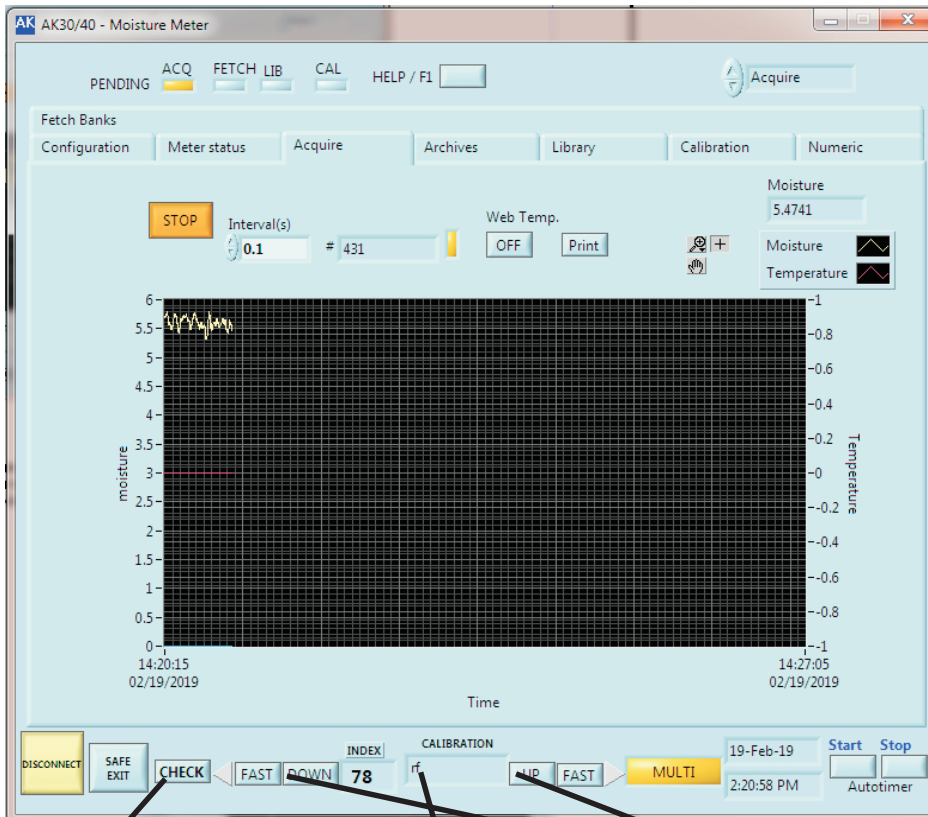 AK AK30/40 - Moisture Meter
PENDING ACQ FETCH LIB CAL HELP / F1 Acquire
Fetch Banks
Configuration Meter status Acquire Archives Library Calibration Numeric
Moisture
5.4741
STOP Interval(s) 0.1 # 431 Web Temp. OFF Print
Moisture
Temperature
6
5.5
5
4.5
4
3.5
3
2.5
2
1.5
1
0.5
0
moisture
1
0.8
0.6
0.4
0.2
0
-0.2
-0.4
-0.6
-0.8
-1
Temperature
14:20:15
02/19/2019
14:27:05
02/19/2019
Time
DISCONNECT
SAFE
EXIT
CHECK FAST DOWN
INDEX
78
CALIBRATION
rf
UP FAST MULTI
19-Feb-19
2:20:58 PM
Start Stop
Autotimer